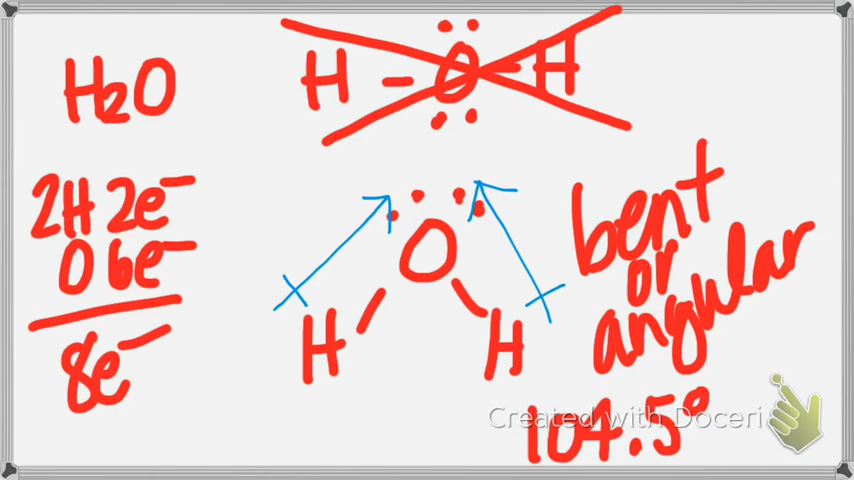 H₂O
H - O - H
2H 2e⁻
O 6e⁻
8e⁻
O
H H
bent
or
angular
104.5°
Created with Doceri